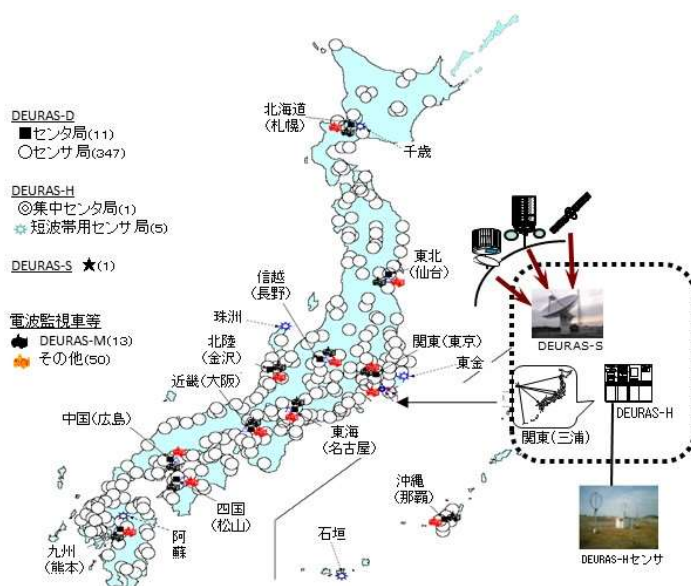 DEURAS-D
■センタ局(11)
○センサ局(347)
DEURAS-H
◎集中センタ局(1)
短波帯用センサ局(5)
DEURAS-S ★(1)
電波監視車等
DEURAS-M(13)
その他(50)
北海道
(札幌)
千歳
東北
(仙台)
信越
(長野)
珠洲
北陸
(金沢)
関東(東京)
東金
近畿(大阪)
中国(広島)
東海
(名古屋)
四国
(松山)
九州
(熊本)
阿
蘇
沖縄
(那覇)
石垣
DEURAS-S
関東(三浦)
DEURAS-H
DEURAS-Hセンサ